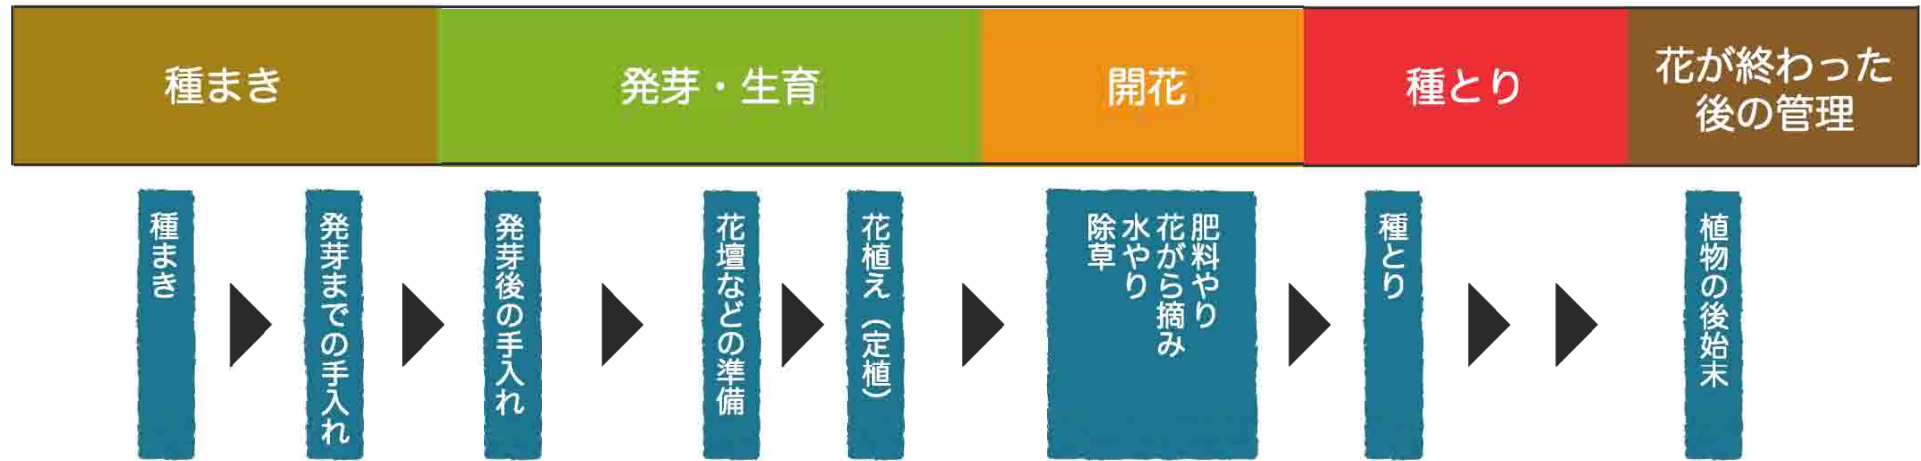 種まき
発芽・生育
開花
種とり
花が終わった
後の管理
種まき
発芽までの手入れ
発芽後の手入れ
花壇などの準備
花植え（定植）
肥料やり
花がら摘み
水やり
除草
種とり
植物の後始末